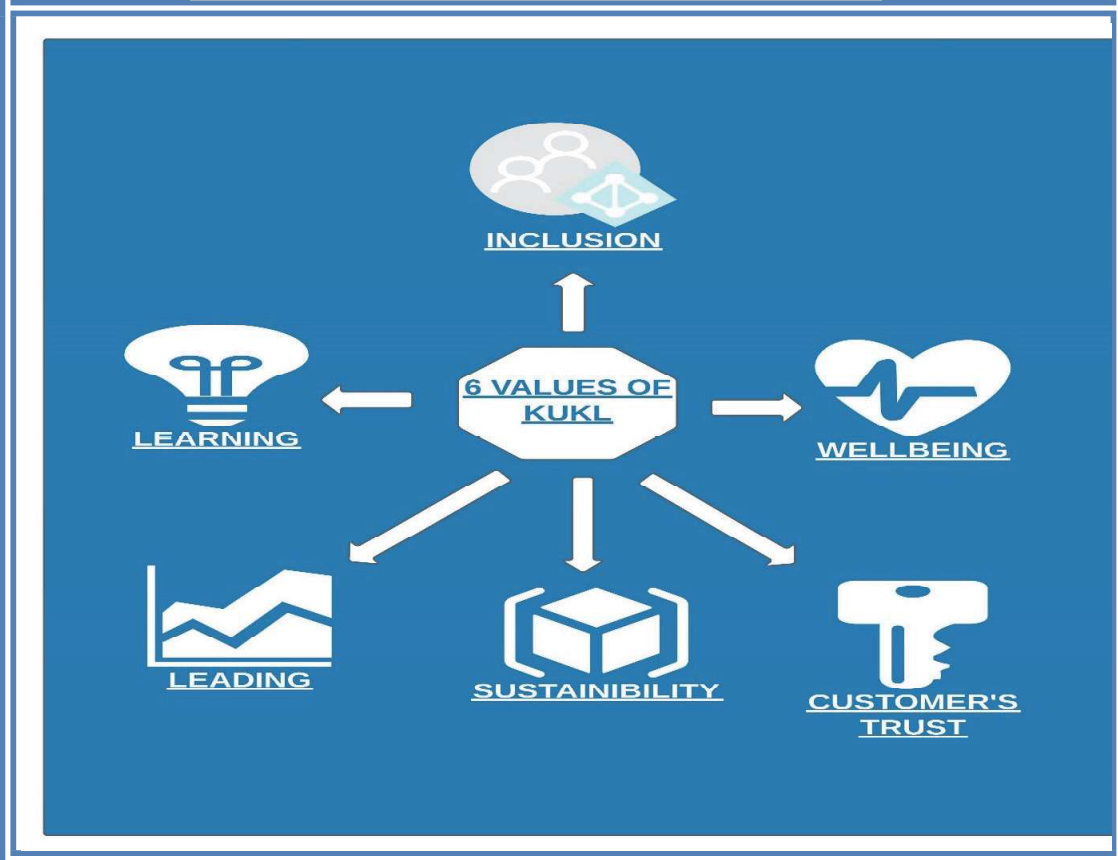 INCLUSION
6 VALUES OF
KUKL
LEARNING
WELLBEING
LEADING
SUSTAINIBILITY
CUSTOMER'S
TRUST